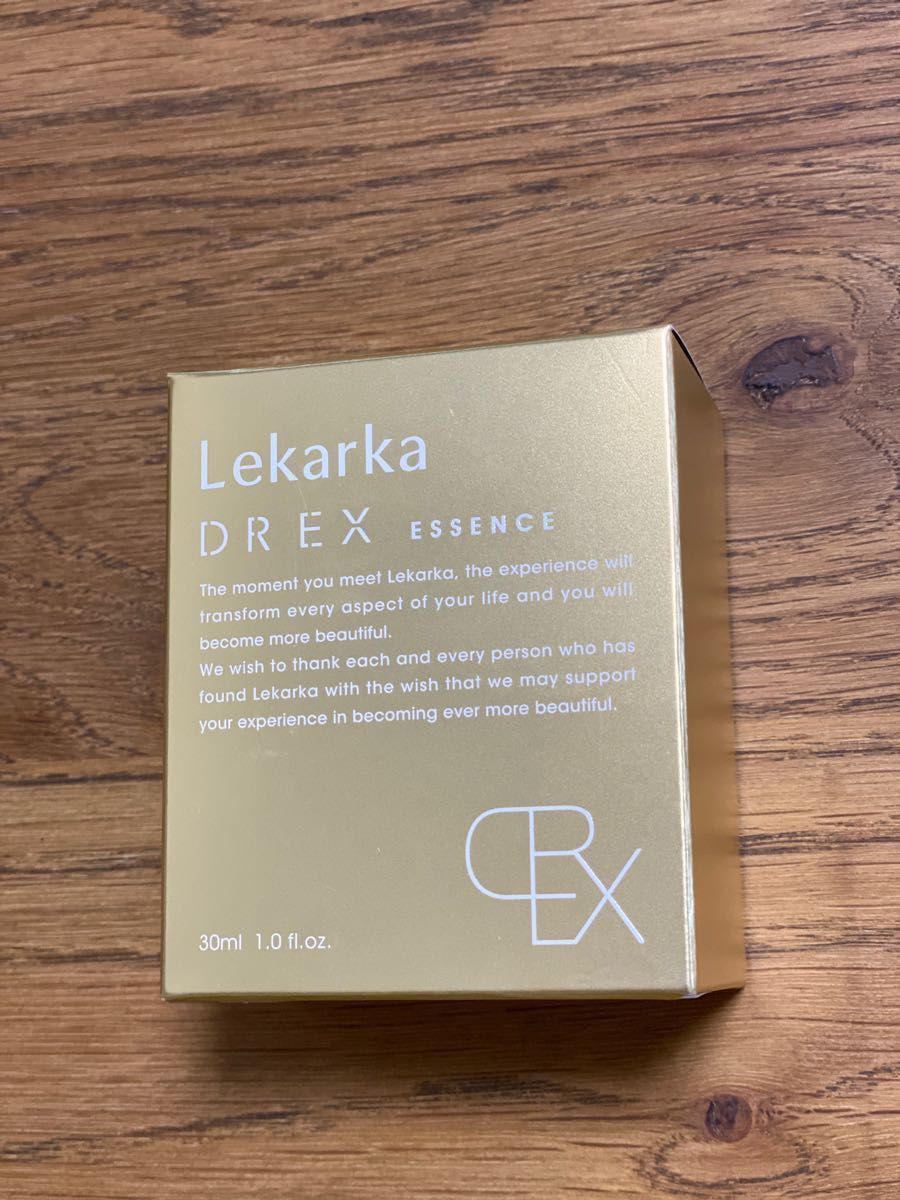 Lekarka
DREX ESSENCE
The moment you meet Lekarka, the experience will
transform every aspect of your life and you will
become more beautiful.
We wish to thank each and every person who has
found Lekarka with the wish that we may support
your experience in becoming ever more beautiful.
DREX
30ml 1.0 fl.oz.